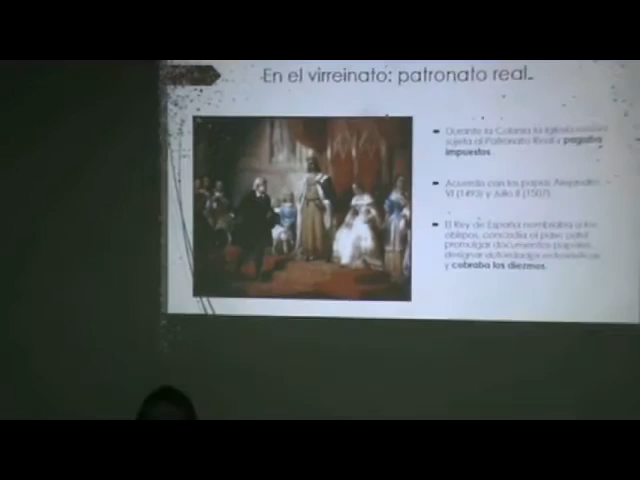 En el virreinato: patronato real.
Durante la Colonia la Iglesia estuvo
sujeta al Patronato Real y pagaba
impuestos.
Acuerdo con los papas Alejandro
VI (1493) y Julio II
El Rey de España nombraba a los
obispos, concedía el pase para
promulgar documentos papales,
designar autoridades eclesiásticas
y cobraba los diezmos.